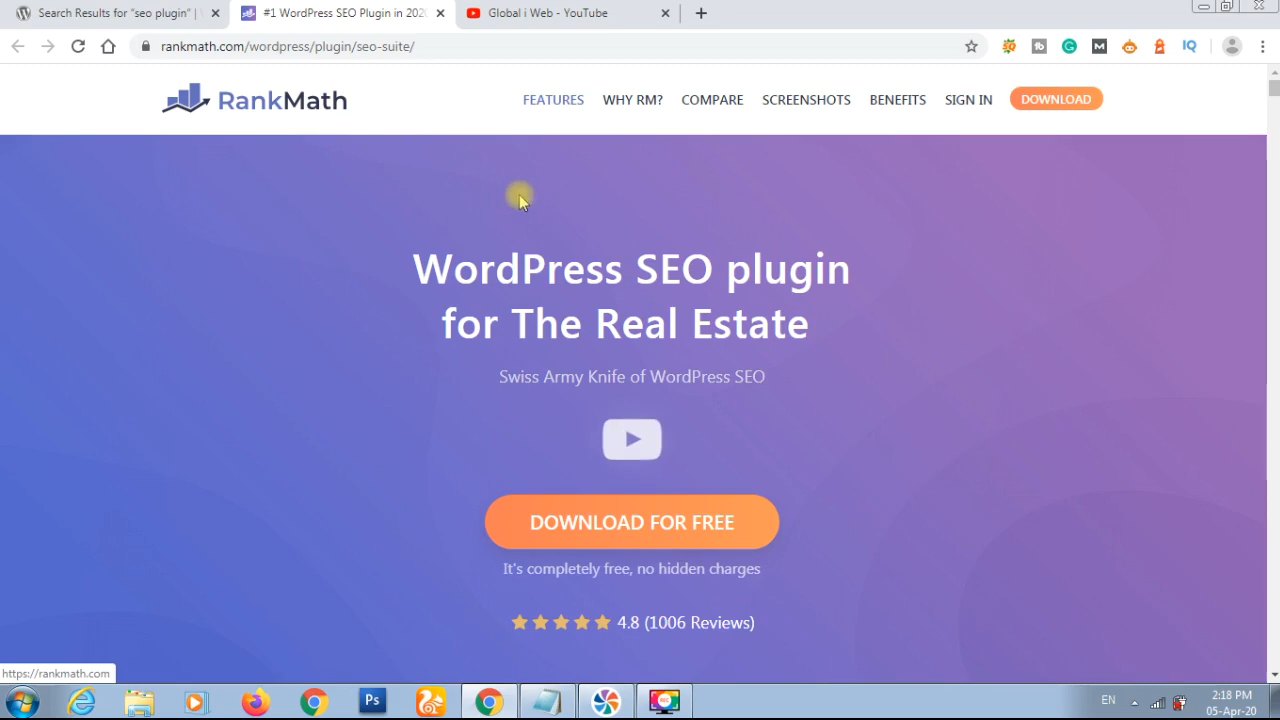 Search Results for “seo plugin” | W
#1 WordPress SEO Plugin in 2020
Global i Web - YouTube
rankmath.com/wordpress/plugin/seo-suite/
RankMath
FEATURES
WHY RM?
COMPARE
SCREENSHOTS
BENEFITS
SIGN IN
DOWNLOAD
WordPress SEO plugin
for The Real Estate
Swiss Army Knife of WordPress SEO
DOWNLOAD FOR FREE
It's completely free, no hidden charges
4.8 (1006 Reviews)
https://rankmath.com
Ps
REC
EN
2:18 PM
05-Apr-20